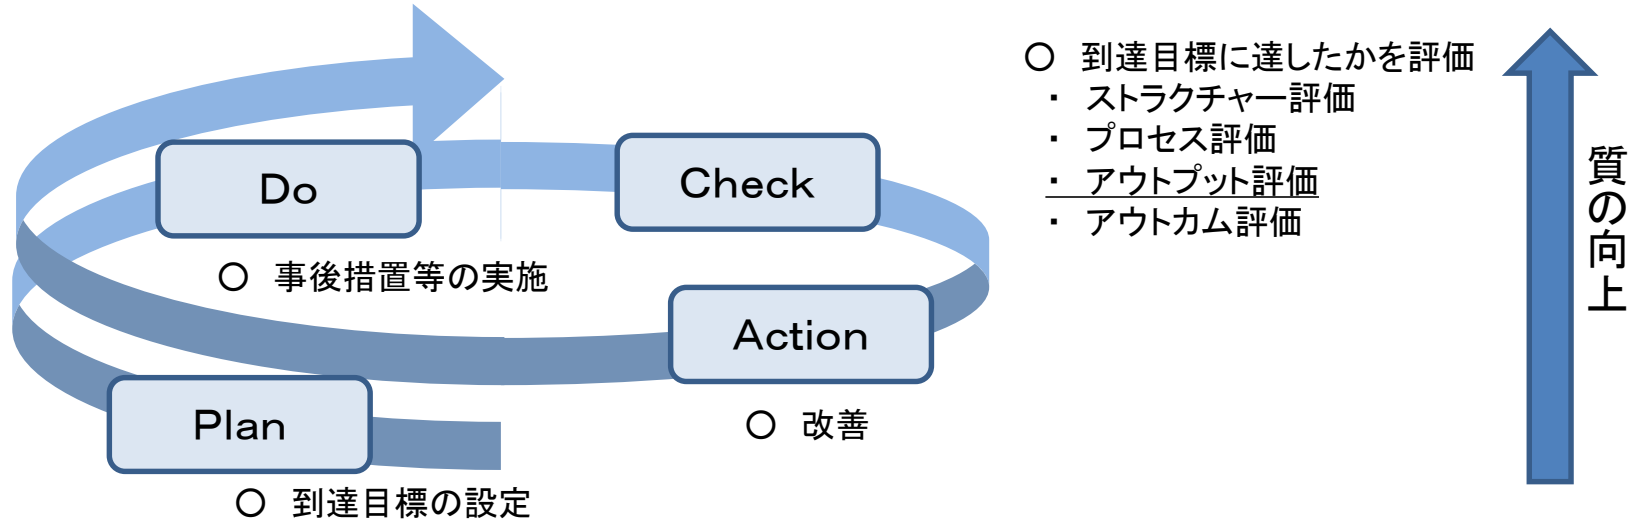 ○ 到達目標に達したかを評価
・ ストラクチャー評価
・ プロセス評価
・ アウトプット評価
・ アウトカム評価
質の向上
Do
Check
○ 事後措置等の実施
Action
Plan
○ 改善
○ 到達目標の設定